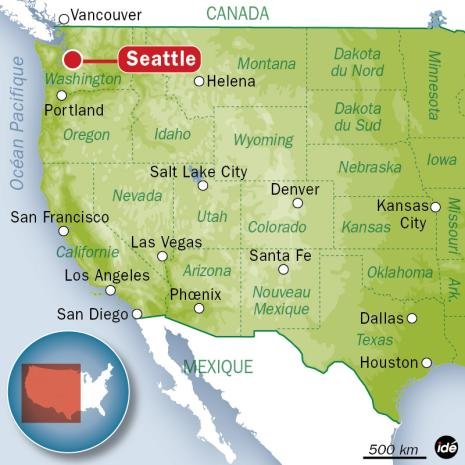 CANADA
Vancouver
Seattle
Washington
Montana
Dakota
du Nord
Minnesota
Helena
Portland
Océan Pacifique
Oregon
Idaho
Dakota
du Sud
Wyoming
Iowa
Nebraska
Salt Lake City
Denver
Nevada
Utah
Colorado
Kansas
Kansas
City
Missouri
San Francisco
Californie
Las Vegas
Santa Fe
Los Angeles
Arizona
Oklahoma
Ark.
Phœnix
Nouveau
Mexique
San Diego
Dallas
Texas
Houston
MEXIQUE
500 km
idé